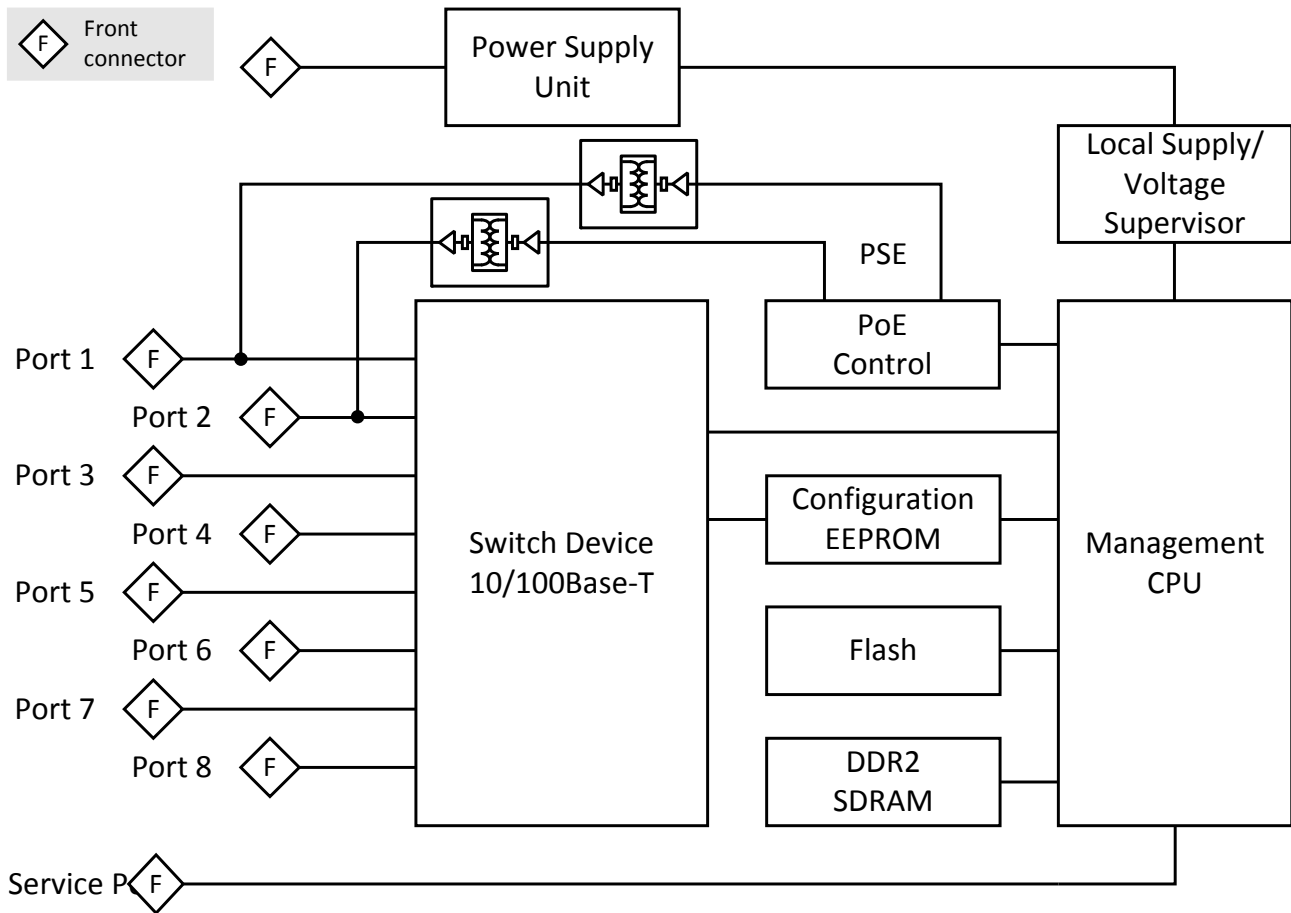 F
Front
connector
F
Power Supply
Unit
Local Supply/
Voltage
Supervisor
PSE
PoE
Control
Port 1
F
Port 2
F
Port 3
F
Port 4
F
Port 5
F
Port 6
F
Port 7
F
Port 8
F
Switch Device
10/100Base-T
Configuration
EEPROM
Flash
DDR2
SDRAM
Management
CPU
Service P
F